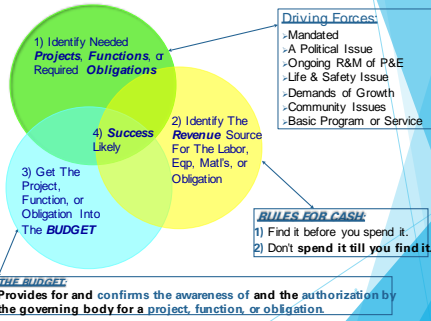 Driving Forces:
➢Mandated
➢A Political Issue
➢Ongoing R&M of P&E
➢Life & Safety Issue
➢Demands of Growth
➢Community Issues
➢Basic Program or Service
1) Identify Needed
Projects, Functions, or
Required Obligations
2) Identify The
Revenue Source
For The Labor,
Eqp, Matl's, or
Obligation
4) Success
Likely
3) Get The
Project,
Function, or
Obligation Into
The BUDGET
RULES FOR CASH:
1) Find it before you spend it.
2) Don't spend it till you find it.
THE BUDGET:
Provides for and confirms the awareness of and the authorization by
the governing body for a project, function, or obligation.